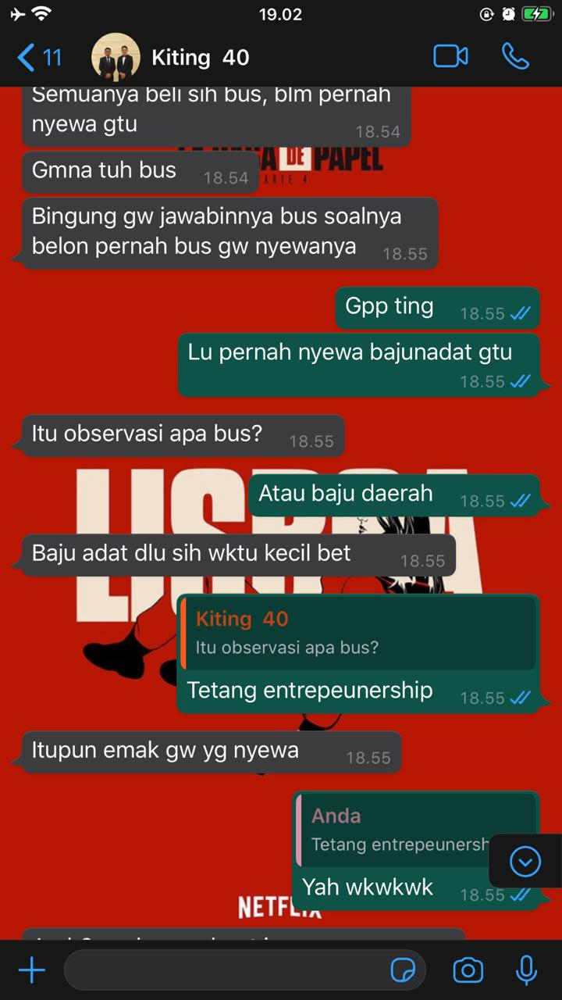 19.02
11
Kiting 40
Semuanya beli sih bus, blm pernah
nyewa gtu
18.54
DE PAPEL
PARTE 4
Gmna tuh bus
18.54
Bingung gw jawabinnya bus soalnya
belon pernah bus gw nyewanya
18.55
Gpp ting
18.55
Lu pernah nyewa bajunadat gtu
18.55
Itu observasi apa bus?
18.55
Atau baju daerah
18.55
Baju adat dlu sih wktu kecil bet
18.55
Kiting 40
Itu observasi apa bus?
Tetang entrepeunership
18.55
Itupun emak gw yg nyewa
18.55
Anda
Tetang entrepeunersh
Yah wkwkwk
18.55
NETFLIX